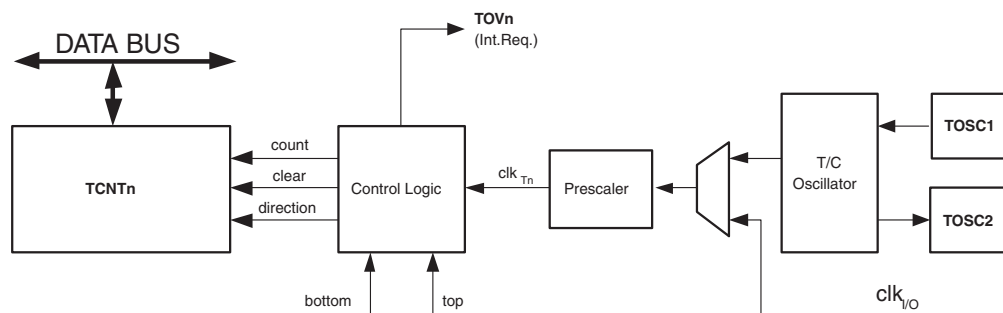 TOVn
(Int.Req.)
DATA BUS
TCNTn
count
clear
direction
Control Logic
clk Tn
Prescaler
T/C
Oscillator
TOSC1
TOSC2
bottom
top
clk I/O